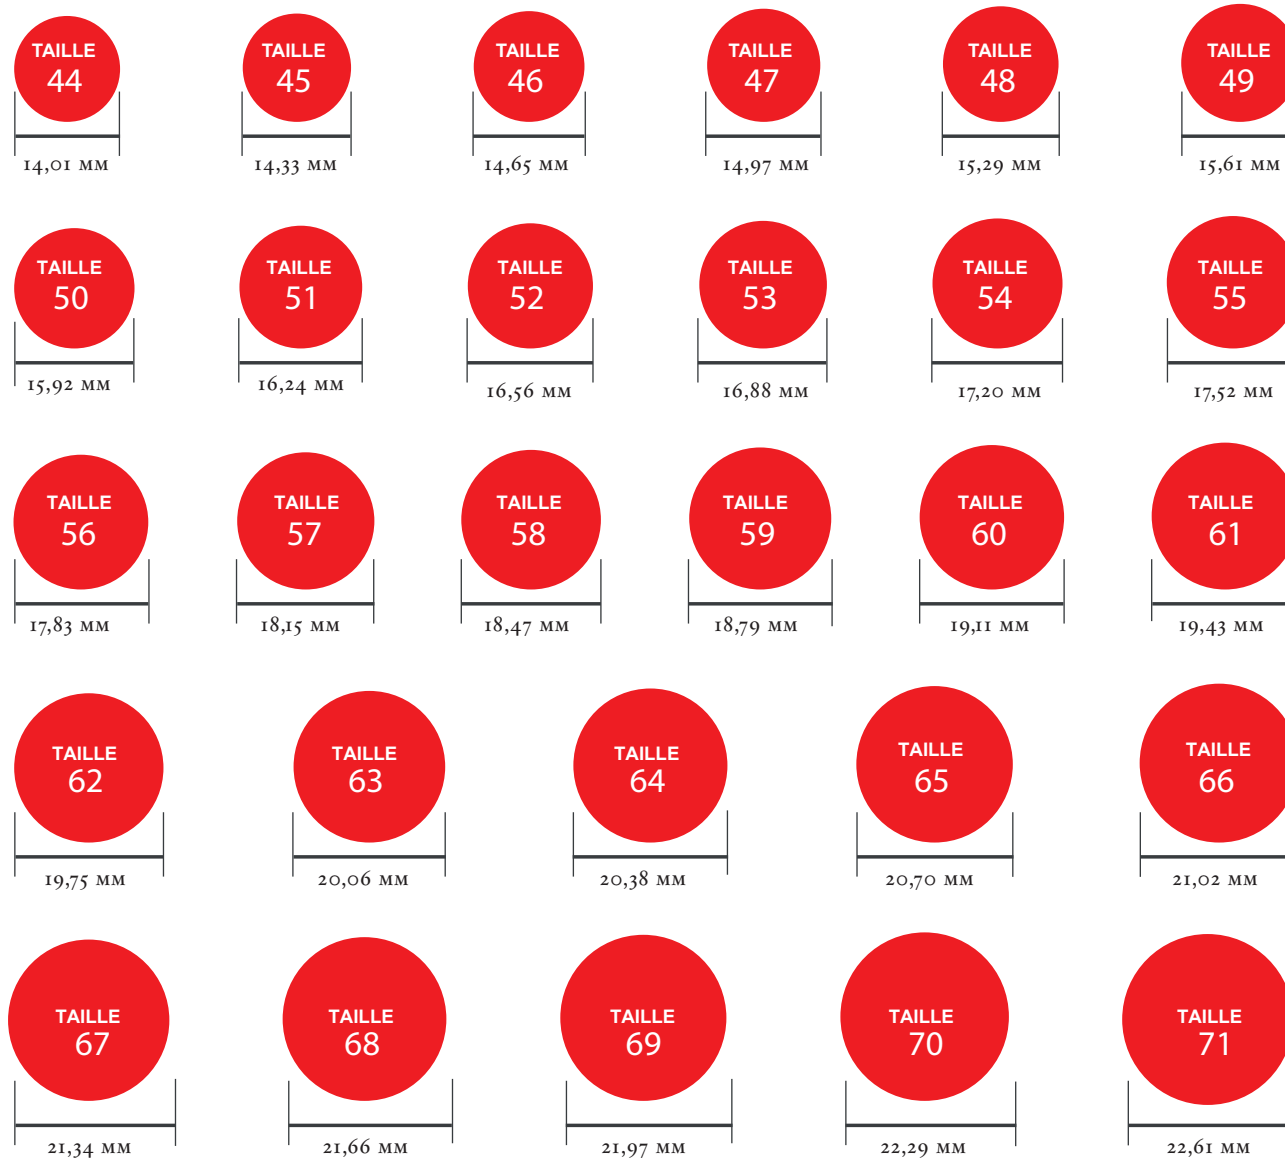 TAILLE
44
14,01 MM
TAILLE
45
14,33 MM
TAILLE
46
14,65 MM
TAILLE
47
14,97 MM
TAILLE
48
15,29 MM
TAILLE
49
15,61 MM
TAILLE
50
15,92 MM
TAILLE
51
16,24 MM
TAILLE
52
16,56 MM
TAILLE
53
16,88 MM
TAILLE
54
17,20 MM
TAILLE
55
17,52 MM
TAILLE
56
17,83 MM
TAILLE
57
18,15 MM
TAILLE
58
18,47 MM
TAILLE
59
18,79 MM
TAILLE
60
19,11 MM
TAILLE
61
19,43 MM
TAILLE
62
19,75 MM
TAILLE
63
20,06 MM
TAILLE
64
20,38 MM
TAILLE
65
20,70 MM
TAILLE
66
21,02 MM
TAILLE
67
21,34 MM
TAILLE
68
21,66 MM
TAILLE
69
21,97 MM
TAILLE
70
22,29 MM
TAILLE
71
22,61 MM